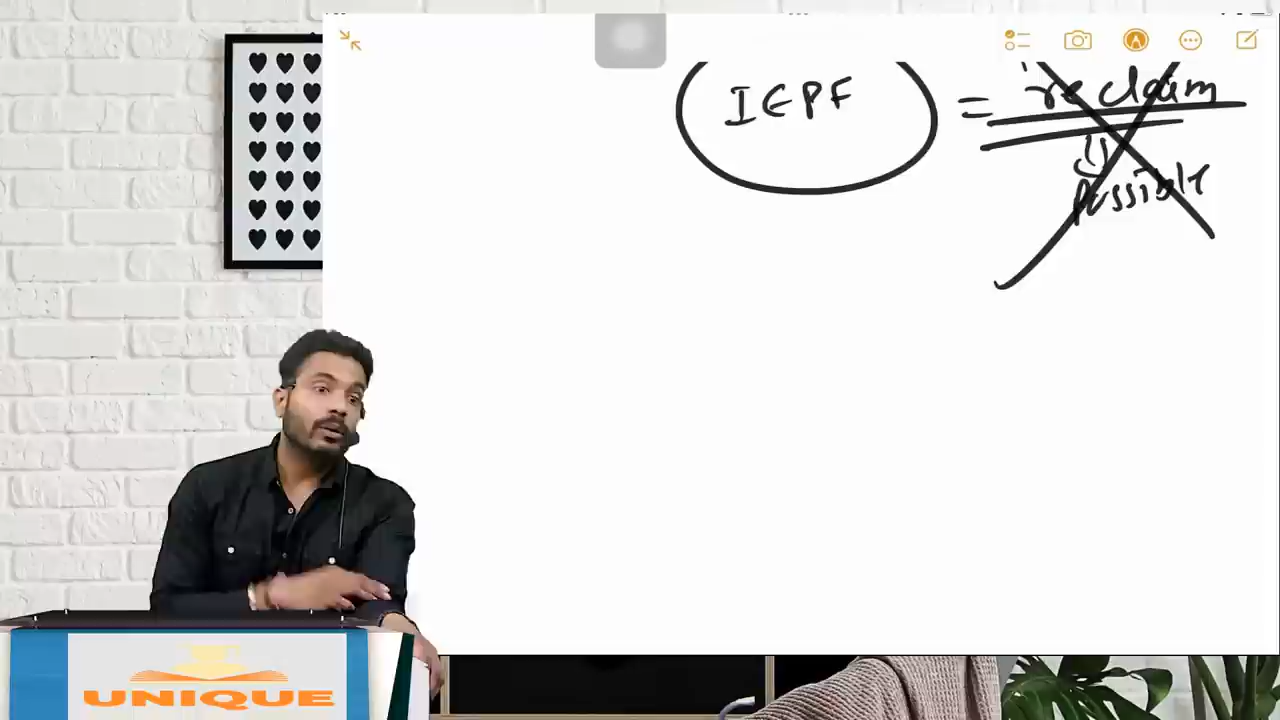 IEPF = reclaim
possible
UNIQUE